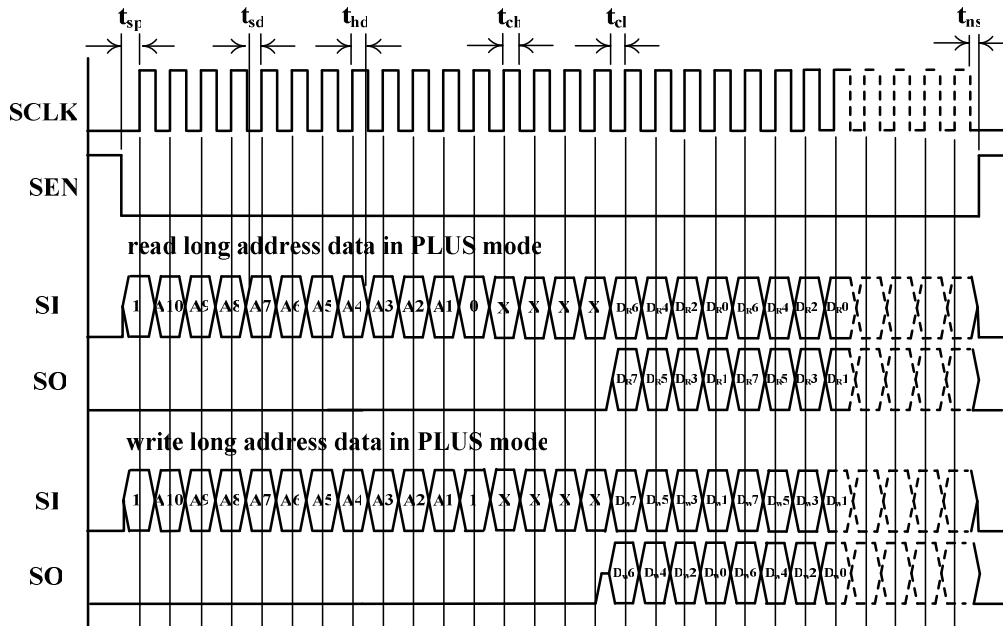 tsp tsd thd tch tcl tns
SCLK
SEN
read long address data in PLUS mode
SI 1 A10 A9 A8 A7 A6 A5 A4 A3 A2 A1 0 X X X X DR6 DR4 DR2 DR0 DR6 DR4 DR2 DR0
SO DR7 DR5 DR3 DR1 DR7 DR5 DR3 DR1
write long address data in PLUS mode
SI 1 A10 A9 A8 A7 A6 A5 A4 A3 A2 A1 1 X X X X Dw7 Dw5 Dw3 Dw1 Dw7 Dw5 Dw3 Dw1
SO Dw6 Dw4 Dw2 Dw0 Dw6 Dw4 Dw2 Dw0